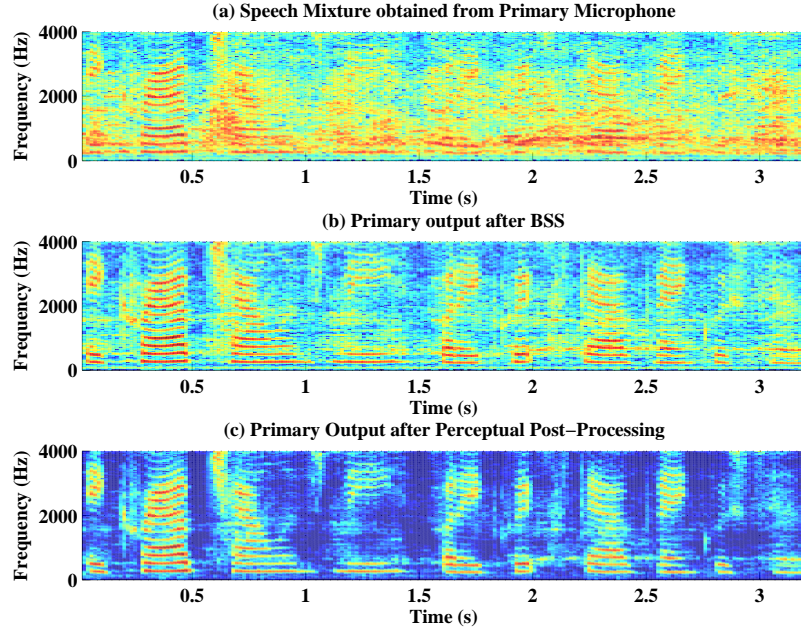 (a) Speech Mixture obtained from Primary Microphone
Frequency (Hz)
4000
2000
0
0.5 1 1.5 2 2.5 3
Time (s)
(b) Primary output after BSS
Frequency (Hz)
4000
2000
0
0.5 1 1.5 2 2.5 3
Time (s)
(c) Primary Output after Perceptual Post−Processing
Frequency (Hz)
4000
2000
0
0.5 1 1.5 2 2.5 3
Time (s)